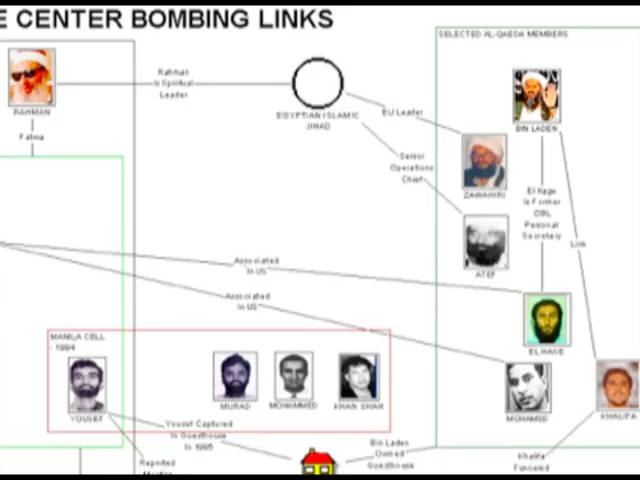 E CENTER BOMBING LINKS
SELECTED AL-QAEDA MEMBERS
Rahman
Is Spiritual
Leader
RAHMAN
Fatwa
EGYPTIAN ISLAMIC
JIHAD
EIJ Leader
BIN LADEN
Senior
Operations
Chief
ZAWAHIRI
El Hage
Is Former
OBL
Personal
Secretary
Link
ATEF
Associated
In US
Associated
In US
EL HAGE
MANILA CELL
- 1994
YOUSEF
MURAD
MOHAMMED
KHAN SHAH
MOHAMED
KHALIFA
Yousef Captured
In Guesthouse
In 1995
Bin Laden
Owned
Guesthouse
Reported
Khalifa
Funneled